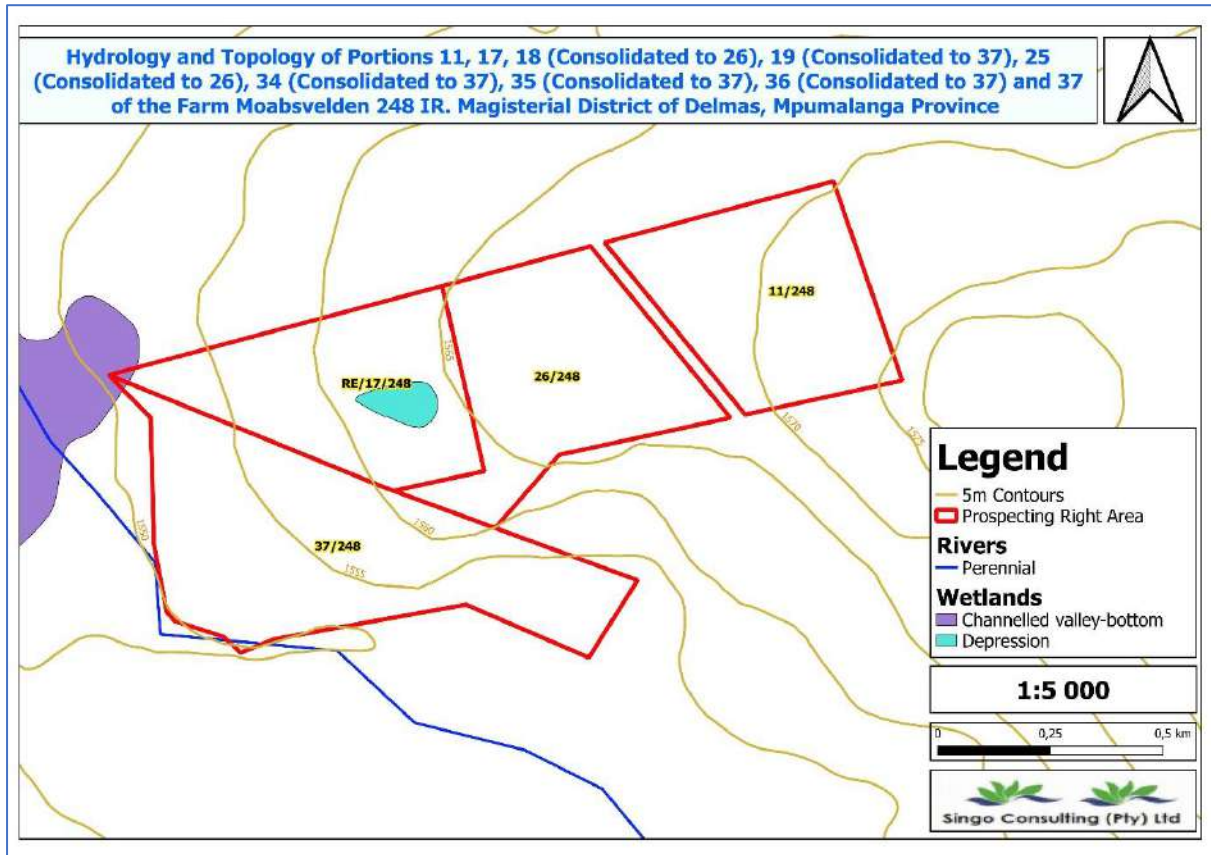 Hydrology and Topology of Portions 11, 17, 18 (Consolidated to 26), 19 (Consolidated to 37), 25
(Consolidated to 26), 34 (Consolidated to 37), 35 (Consolidated to 37), 36 (Consolidated to 37) and 37
of the Farm Moabsvelden 248 IR. Magisterial District of Delmas, Mpumalanga Province
11/248
1565
RE/17/248
26/248
1570
1575
1550
1560
37/248
1555
Legend
5m Contours
Prospecting Right Area
Rivers
Perennial
Wetlands
Channelled valley-bottom
Depression
1:5 000
0 0,25 0,5 km
Singo Consulting (Pty) Ltd